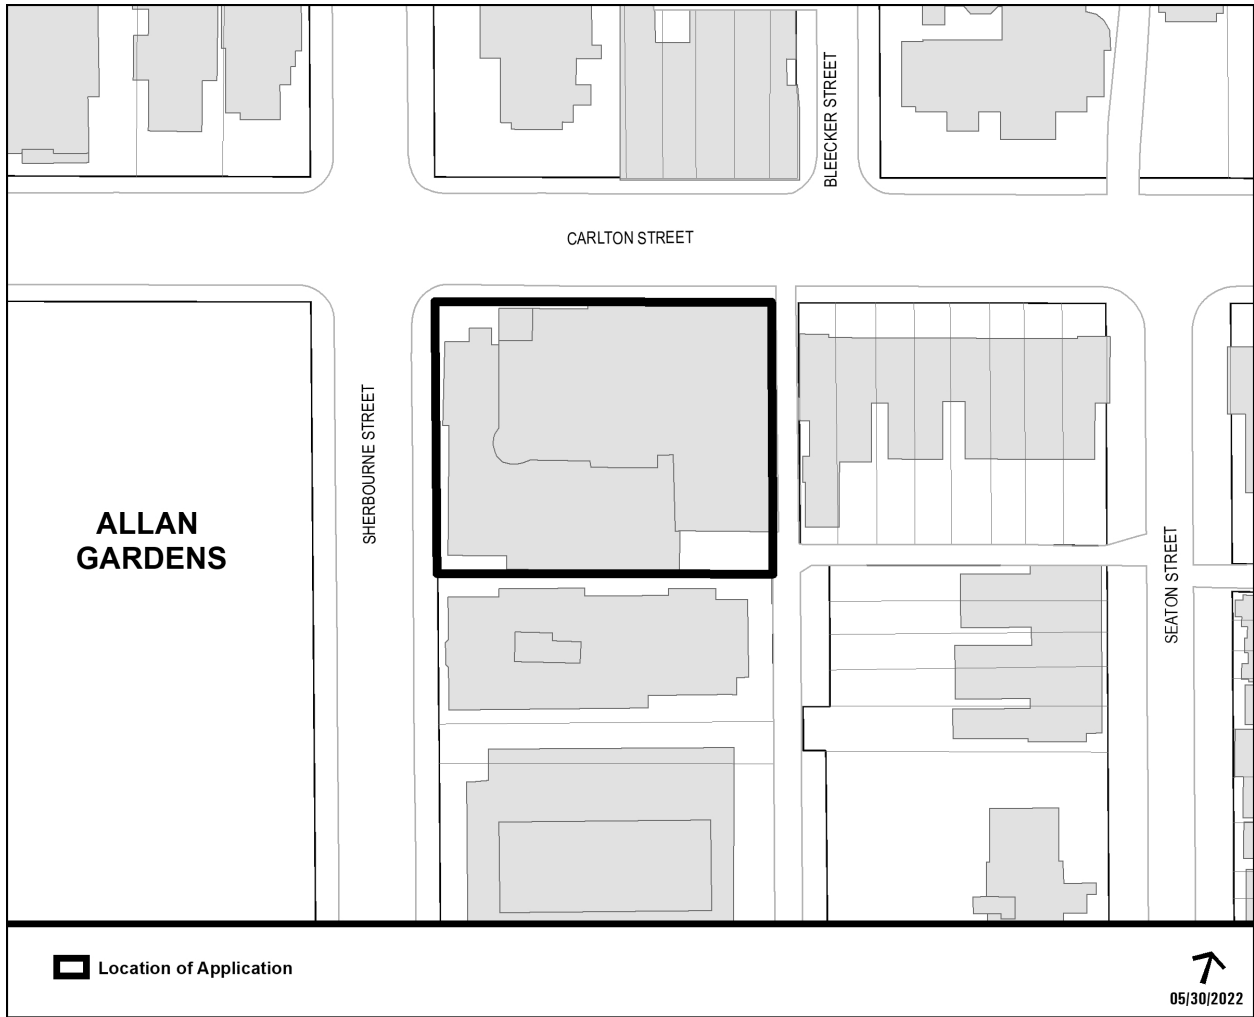 BLEECKER STREET
CARLTON STREET
SHERBOURNE STREET
ALLAN
GARDENS
SEATON STREET
Location of Application
05/30/2022